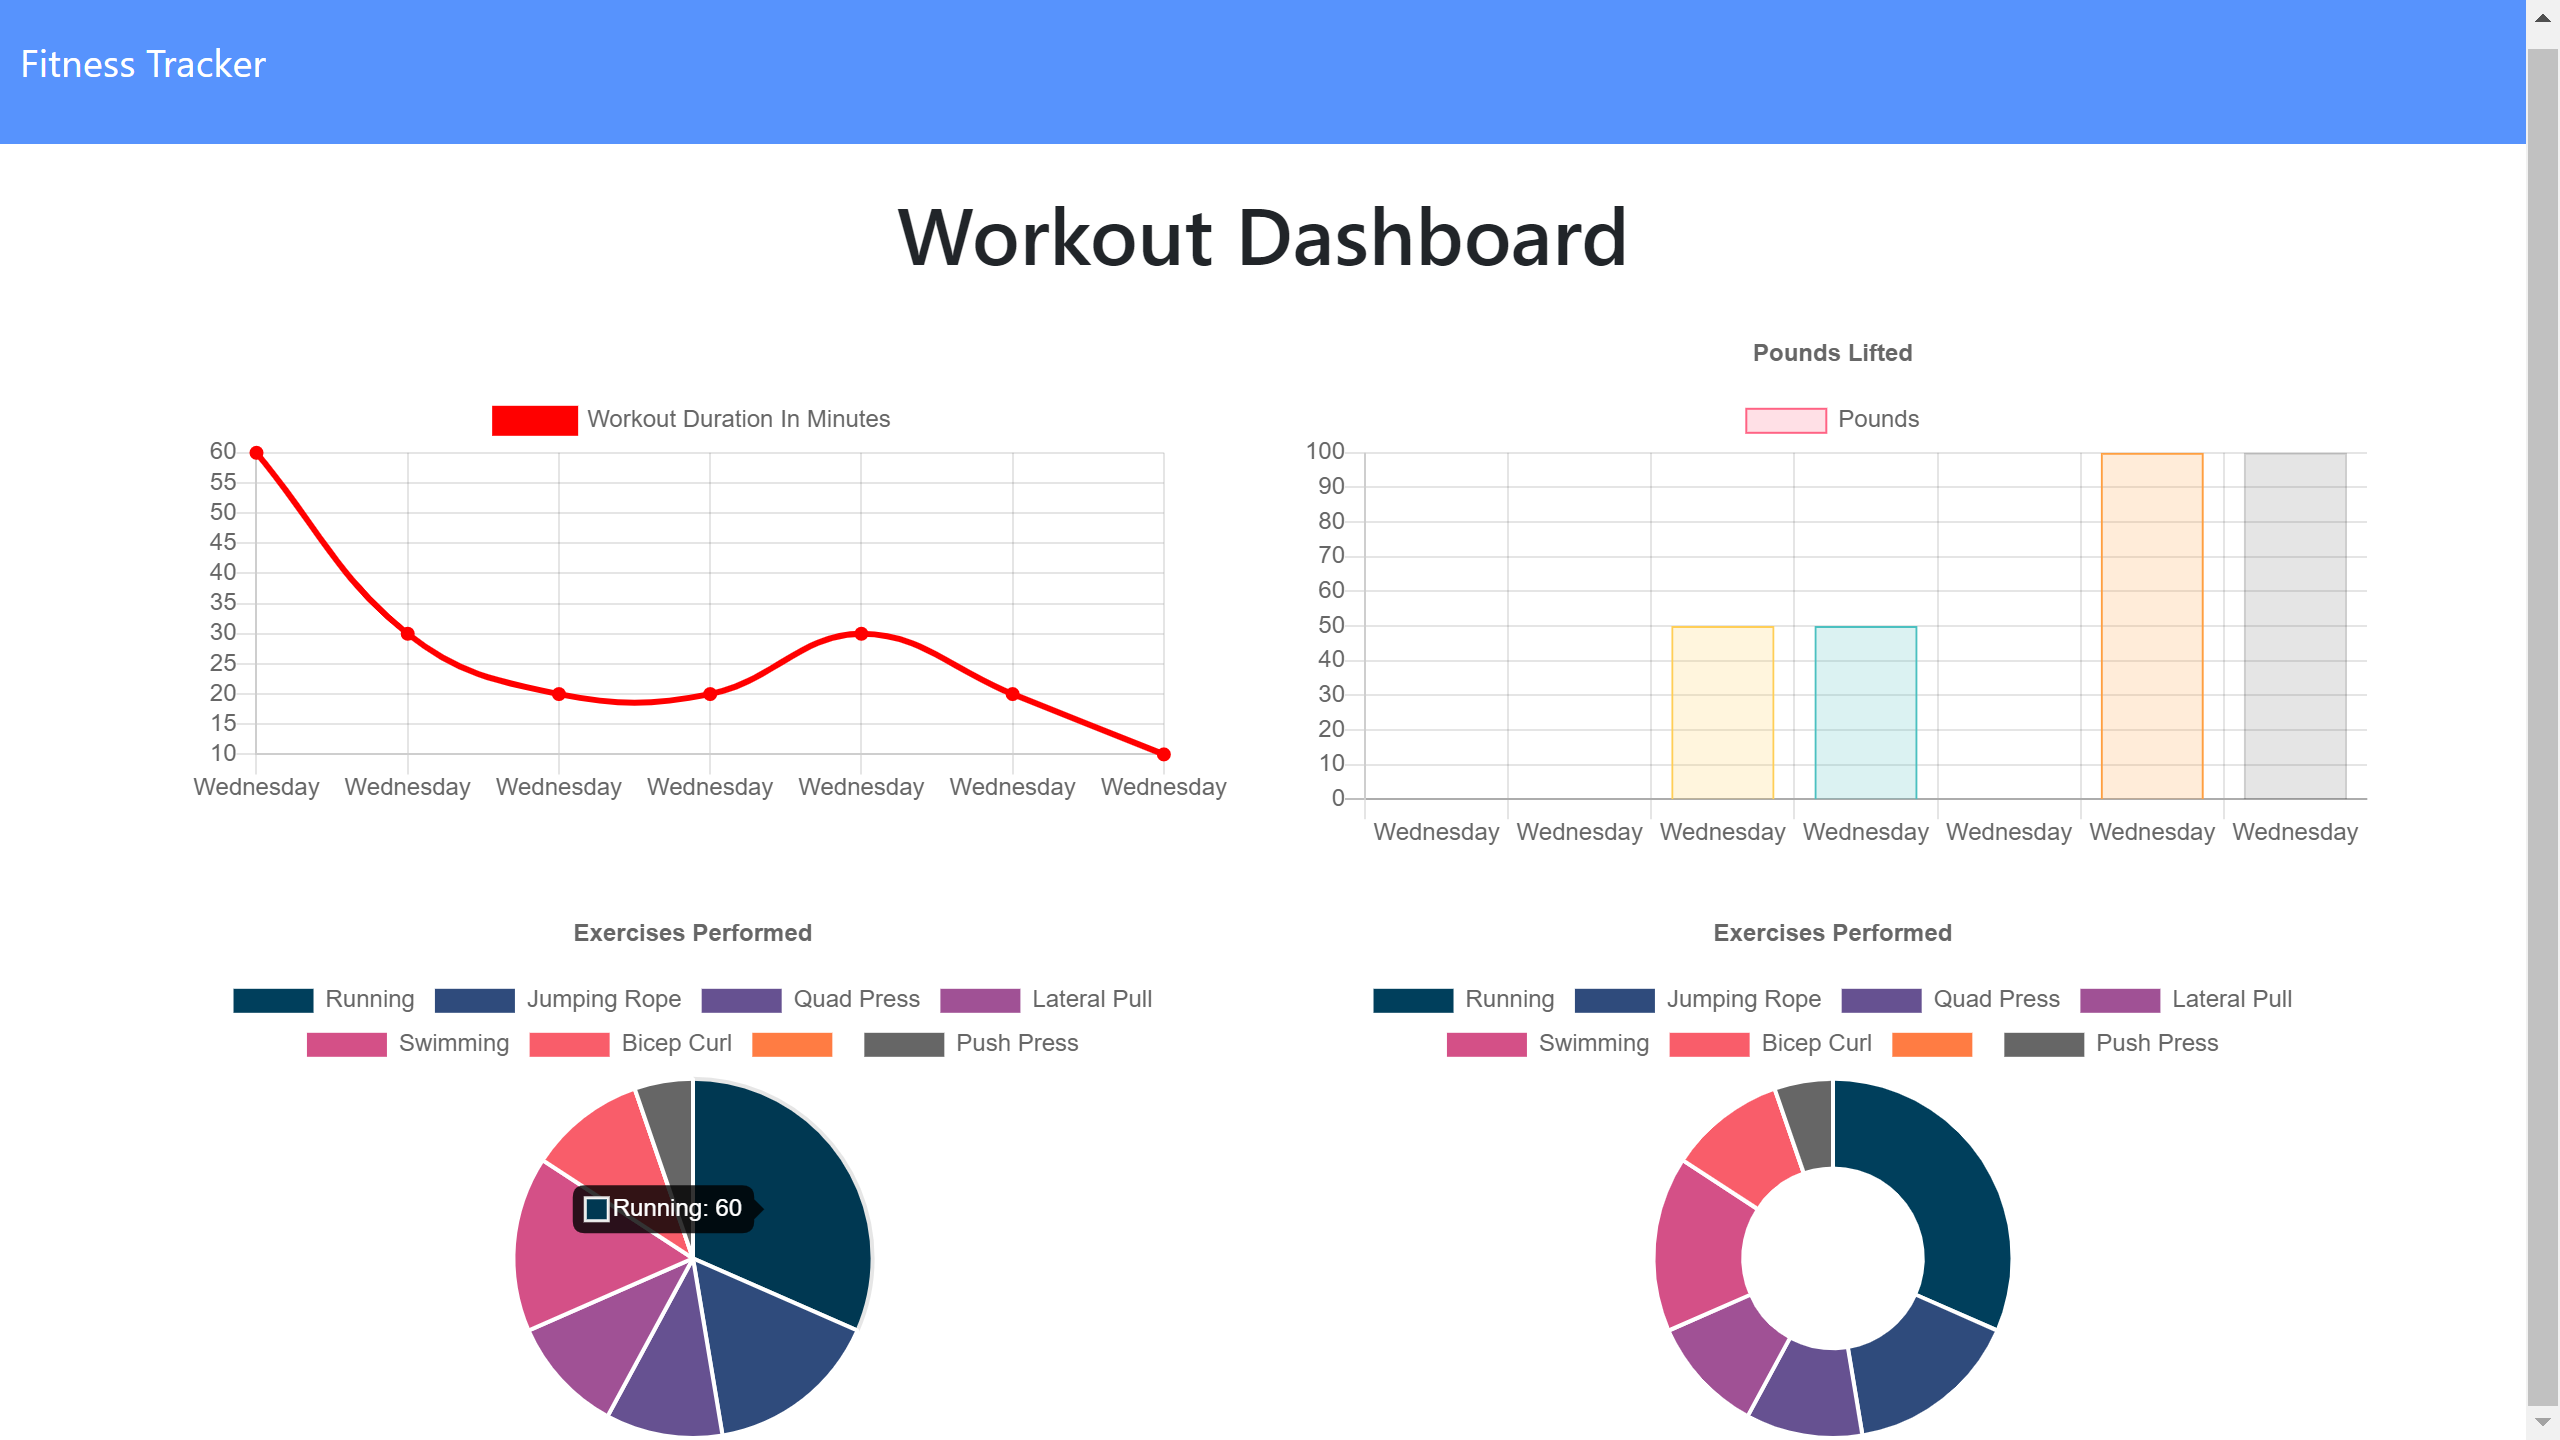 Fitness Tracker
Workout Dashboard
Workout Duration In Minutes
60
55
50
45
40
35
30
25
20
15
10
Wednesday Wednesday Wednesday Wednesday Wednesday Wednesday Wednesday
Pounds Lifted
Pounds
100
90
80
70
60
50
40
30
20
10
0
Wednesday Wednesday Wednesday Wednesday Wednesday Wednesday Wednesday
Exercises Performed
Running Jumping Rope Quad Press Lateral Pull
Swimming Bicep Curl Push Press
Running: 60
Exercises Performed
Running Jumping Rope Quad Press Lateral Pull
Swimming Bicep Curl Push Press